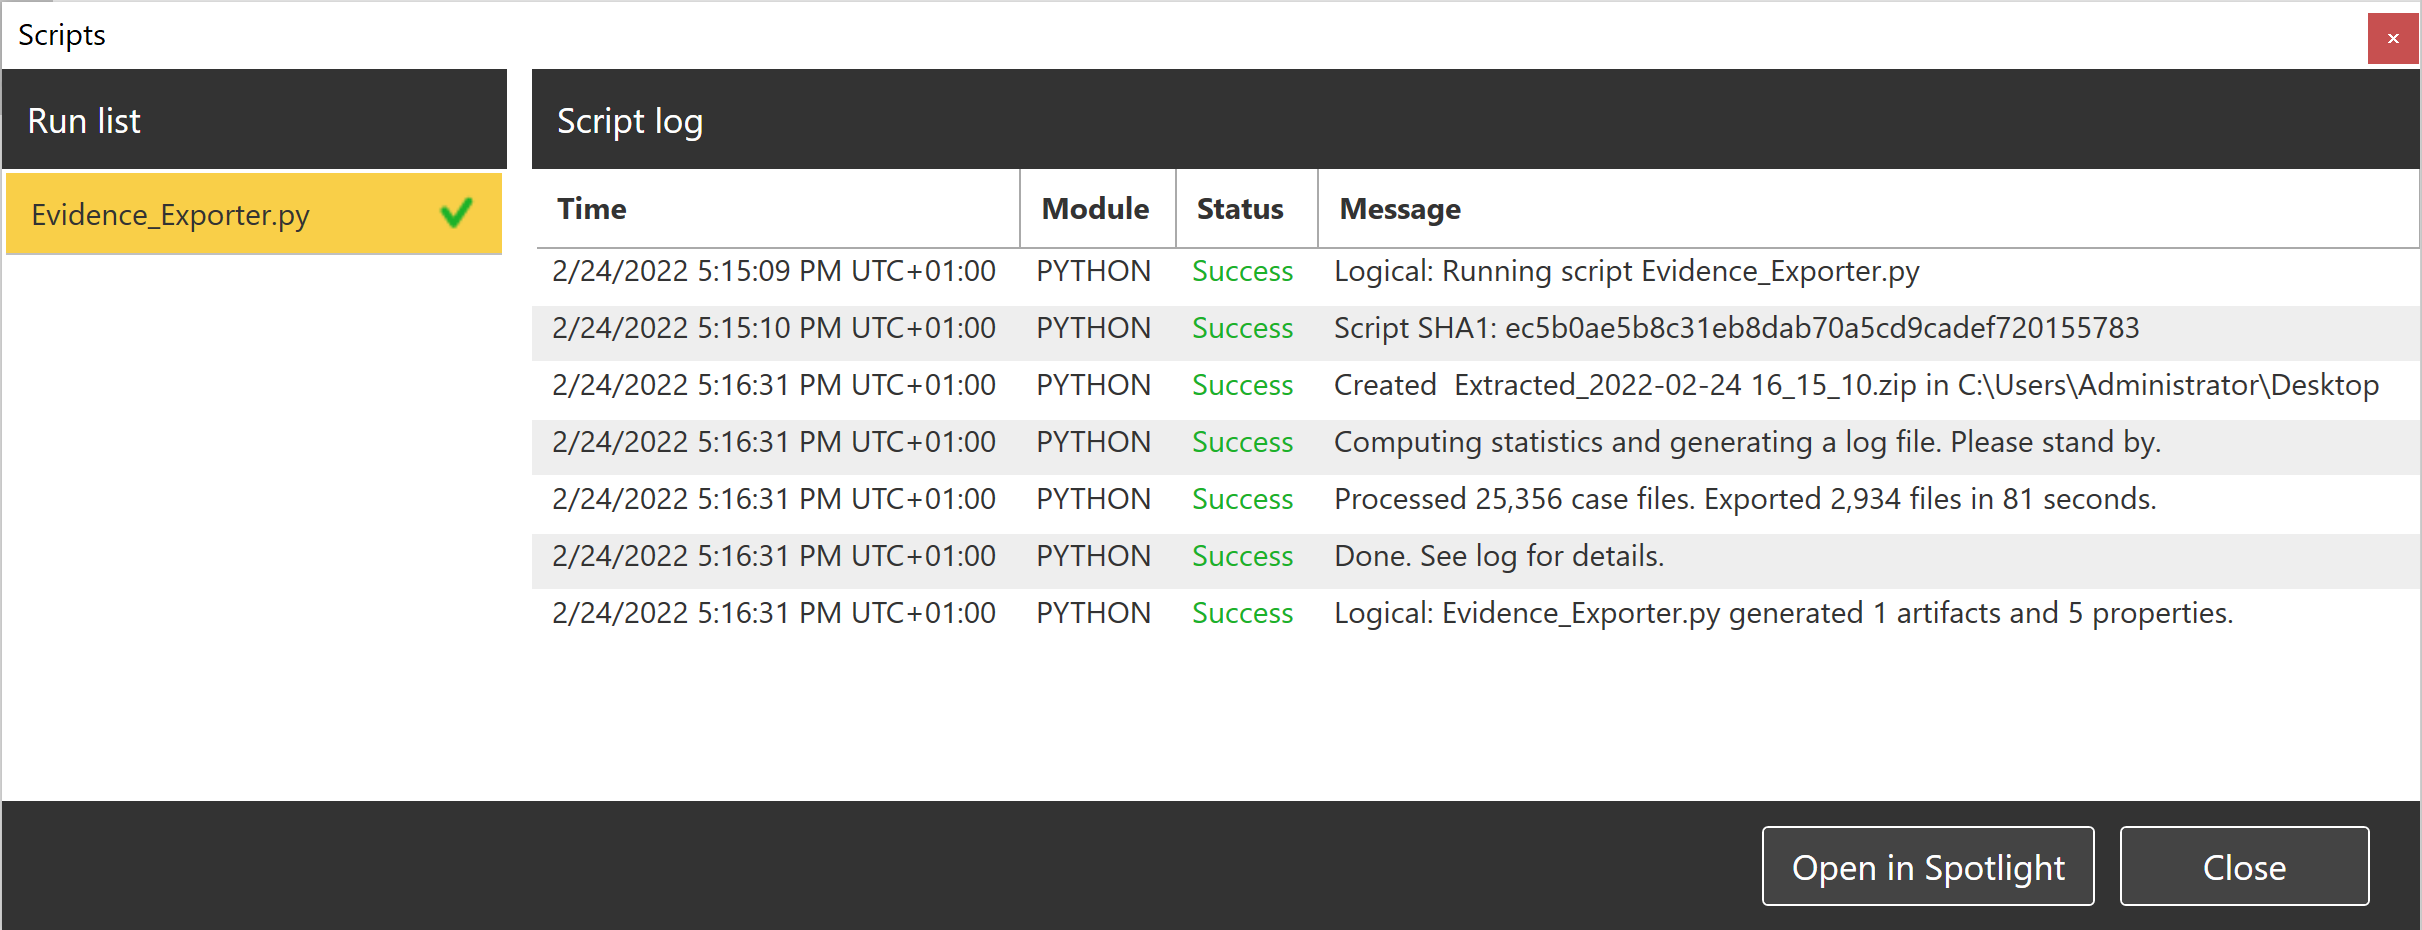 Scripts
×
Run list
Script log
Evidence_Exporter.py
Time Module Status Message
2/24/2022 5:15:09 PM UTC+01:00 PYTHON Success Logical: Running script Evidence_Exporter.py
2/24/2022 5:15:10 PM UTC+01:00 PYTHON Success Script SHA1: ec5b0ae5b8c31eb8dab70a5cd9cadef720155783
2/24/2022 5:16:31 PM UTC+01:00 PYTHON Success Created  Extracted_2022-02-24 16_15_10.zip in C:\Users\Administrator\Desktop
2/24/2022 5:16:31 PM UTC+01:00 PYTHON Success Computing statistics and generating a log file. Please stand by.
2/24/2022 5:16:31 PM UTC+01:00 PYTHON Success Processed 25,356 case files. Exported 2,934 files in 81 seconds.
2/24/2022 5:16:31 PM UTC+01:00 PYTHON Success Done. See log for details.
2/24/2022 5:16:31 PM UTC+01:00 PYTHON Success Logical: Evidence_Exporter.py generated 1 artifacts and 5 properties.
Open in Spotlight
Close